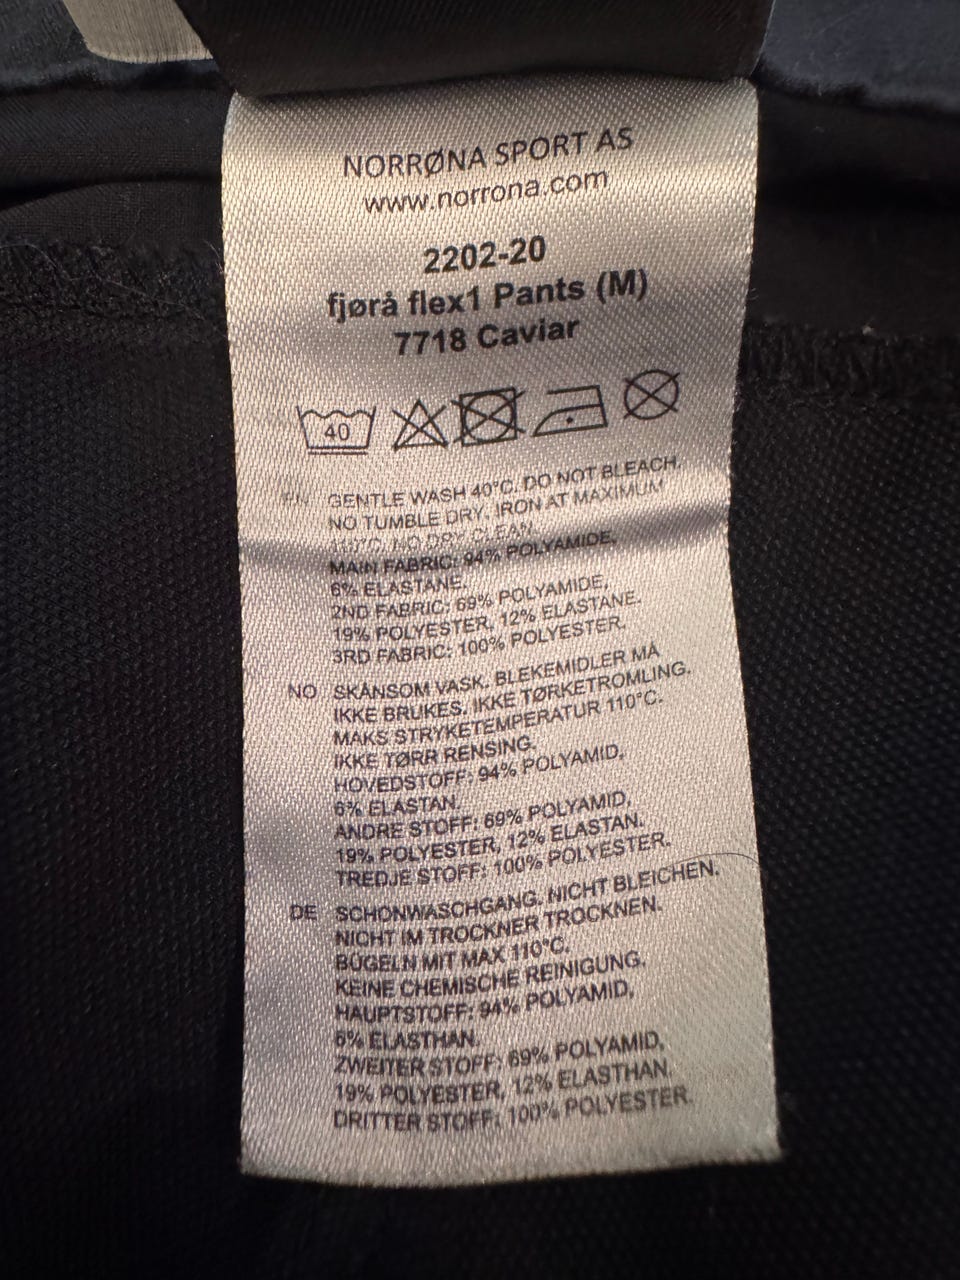 NORRØNA SPORT AS
www.norrona.com
2202-20
fjørå flex1 Pants (M)
7718 Caviar
40
EN GENTLE WASH 40°C. DO NOT BLEACH.
NO TUMBLE DRY. IRON AT MAXIMUM
110°C. NO DRY CLEAN.
MAIN FABRIC: 94% POLYAMIDE,
6% ELASTANE.
2ND FABRIC: 69% POLYAMIDE,
19% POLYESTER, 12% ELASTANE.
3RD FABRIC: 100% POLYESTER.
NO SKÅNSOM VASK. BLEKEMIDLER MÅ
IKKE BRUKES. IKKE TØRKETROMLING.
MAKS STRYKETEMPERATUR 110°C.
IKKE TØRR RENSING.
HOVEDSTOFF: 94% POLYAMID,
6% ELASTAN.
ANDRE STOFF: 69% POLYAMID,
19% POLYESTER, 12% ELASTAN.
TREDJE STOFF: 100% POLYESTER.
DE SCHONWASCHGANG. NICHT BLEICHEN.
NICHT IM TROCKNER TROCKNEN.
BÜGELN MIT MAX 110°C.
KEINE CHEMISCHE REINIGUNG.
HAUPTSTOFF: 94% POLYAMID,
6% ELASTHAN.
ZWEITER STOFF: 69% POLYAMID,
19% POLYESTER, 12% ELASTHAN.
DRITTER STOFF: 100% POLYESTER.